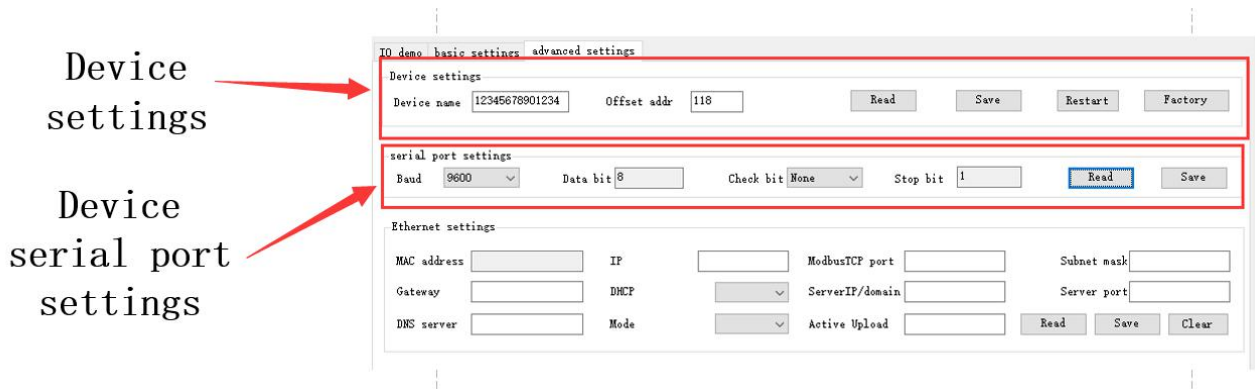 Device
settings
Device
serial port
settings
IO demo basic settings advanced settings
Device settings
Device name 12345678901234 Offset addr 118 Read Save Restart Factory
serial port settings
Baud 9600 Data bit 8 Check bit None Stop bit 1 Read Save
Ethernet settings
MAC address IP ModbusTCP port Subnet mask
Gateway DHCP ServerIP/domain Server port
DNS server Mode Active Upload Read Save Clear